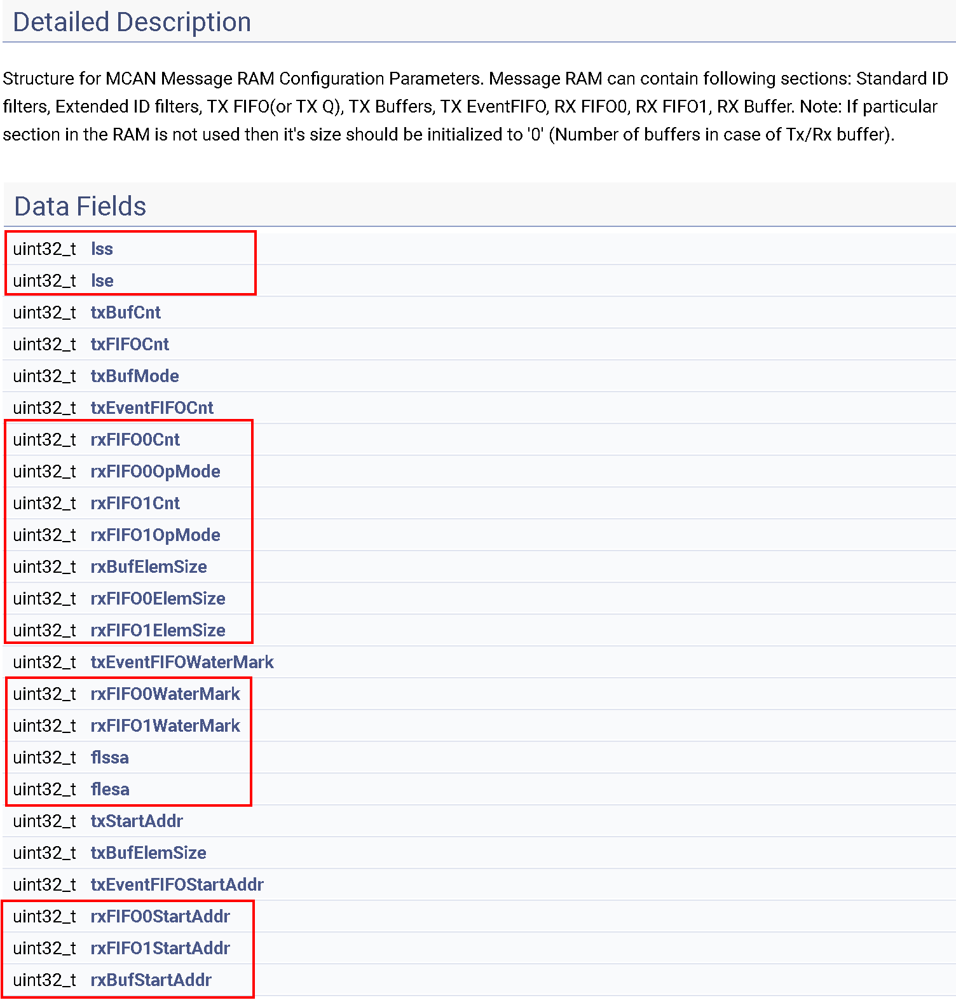 Detailed Description
Structure for MCAN Message RAM Configuration Parameters. Message RAM can contain following sections: Standard ID
filters, Extended ID filters, TX FIFO(or TX Q), TX Buffers, TX EventFIFO, RX FIFO0, RX FIFO1, RX Buffer. Note: If particular
section in the RAM is not used then it's size should be initialized to '0' (Number of buffers in case of Tx/Rx buffer).
Data Fields
uint32_t lss
uint32_t lse
uint32_t txBufCnt
uint32_t txFIFOCnt
uint32_t txBufMode
uint32_t txEventFIFOCnt
uint32_t rxFIFO0Cnt
uint32_t rxFIFO0OpMode
uint32_t rxFIFO1Cnt
uint32_t rxFIFO1OpMode
uint32_t rxBufElemSize
uint32_t rxFIFO0ElemSize
uint32_t rxFIFO1ElemSize
uint32_t txEventFIFOWaterMark
uint32_t rxFIFO0WaterMark
uint32_t rxFIFO1WaterMark
uint32_t flssa
uint32_t flesa
uint32_t txStartAddr
uint32_t txBufElemSize
uint32_t txEventFIFOStartAddr
uint32_t rxFIFO0StartAddr
uint32_t rxFIFO1StartAddr
uint32_t rxBufStartAddr